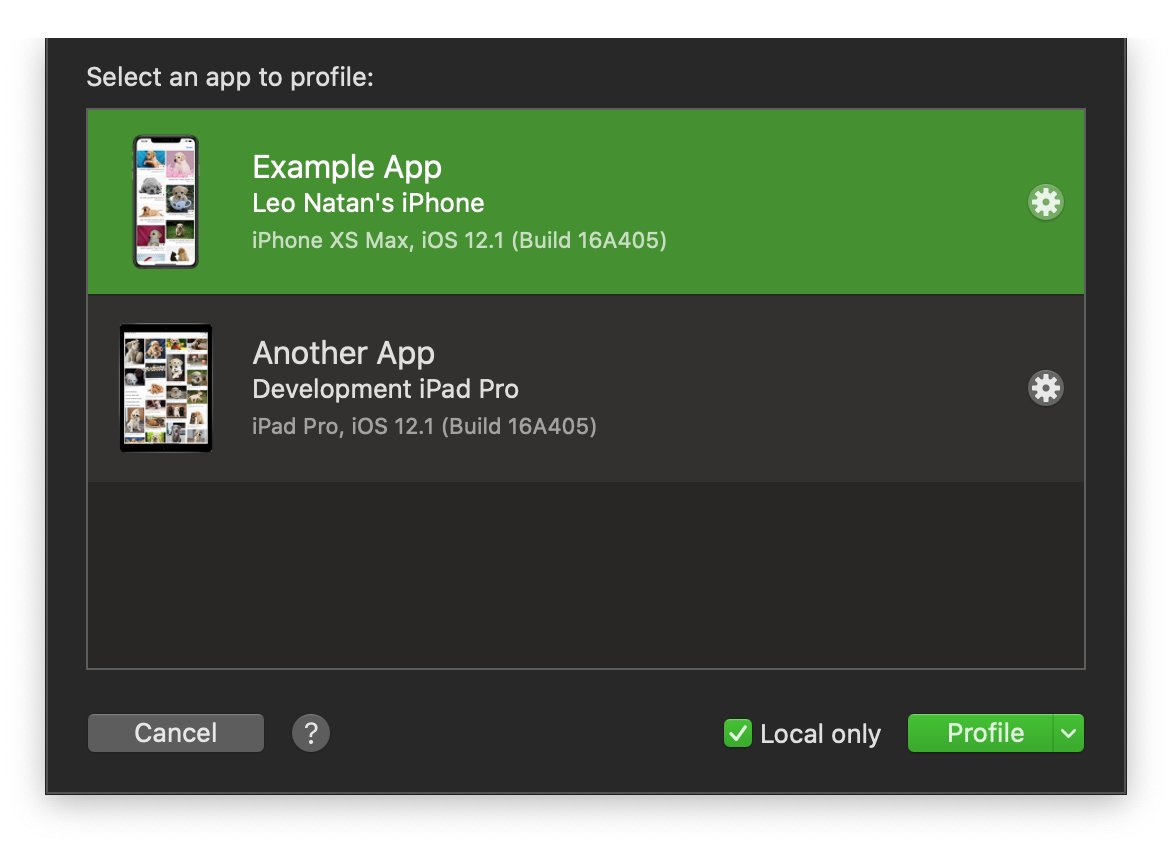 Select an app to profile:
Example App
Leo Natan's iPhone
iPhone XS Max, iOS 12.1 (Build 16A405)
Another App
Development iPad Pro
iPad Pro, iOS 12.1 (Build 16A405)
Cancel
?
Local only
Profile